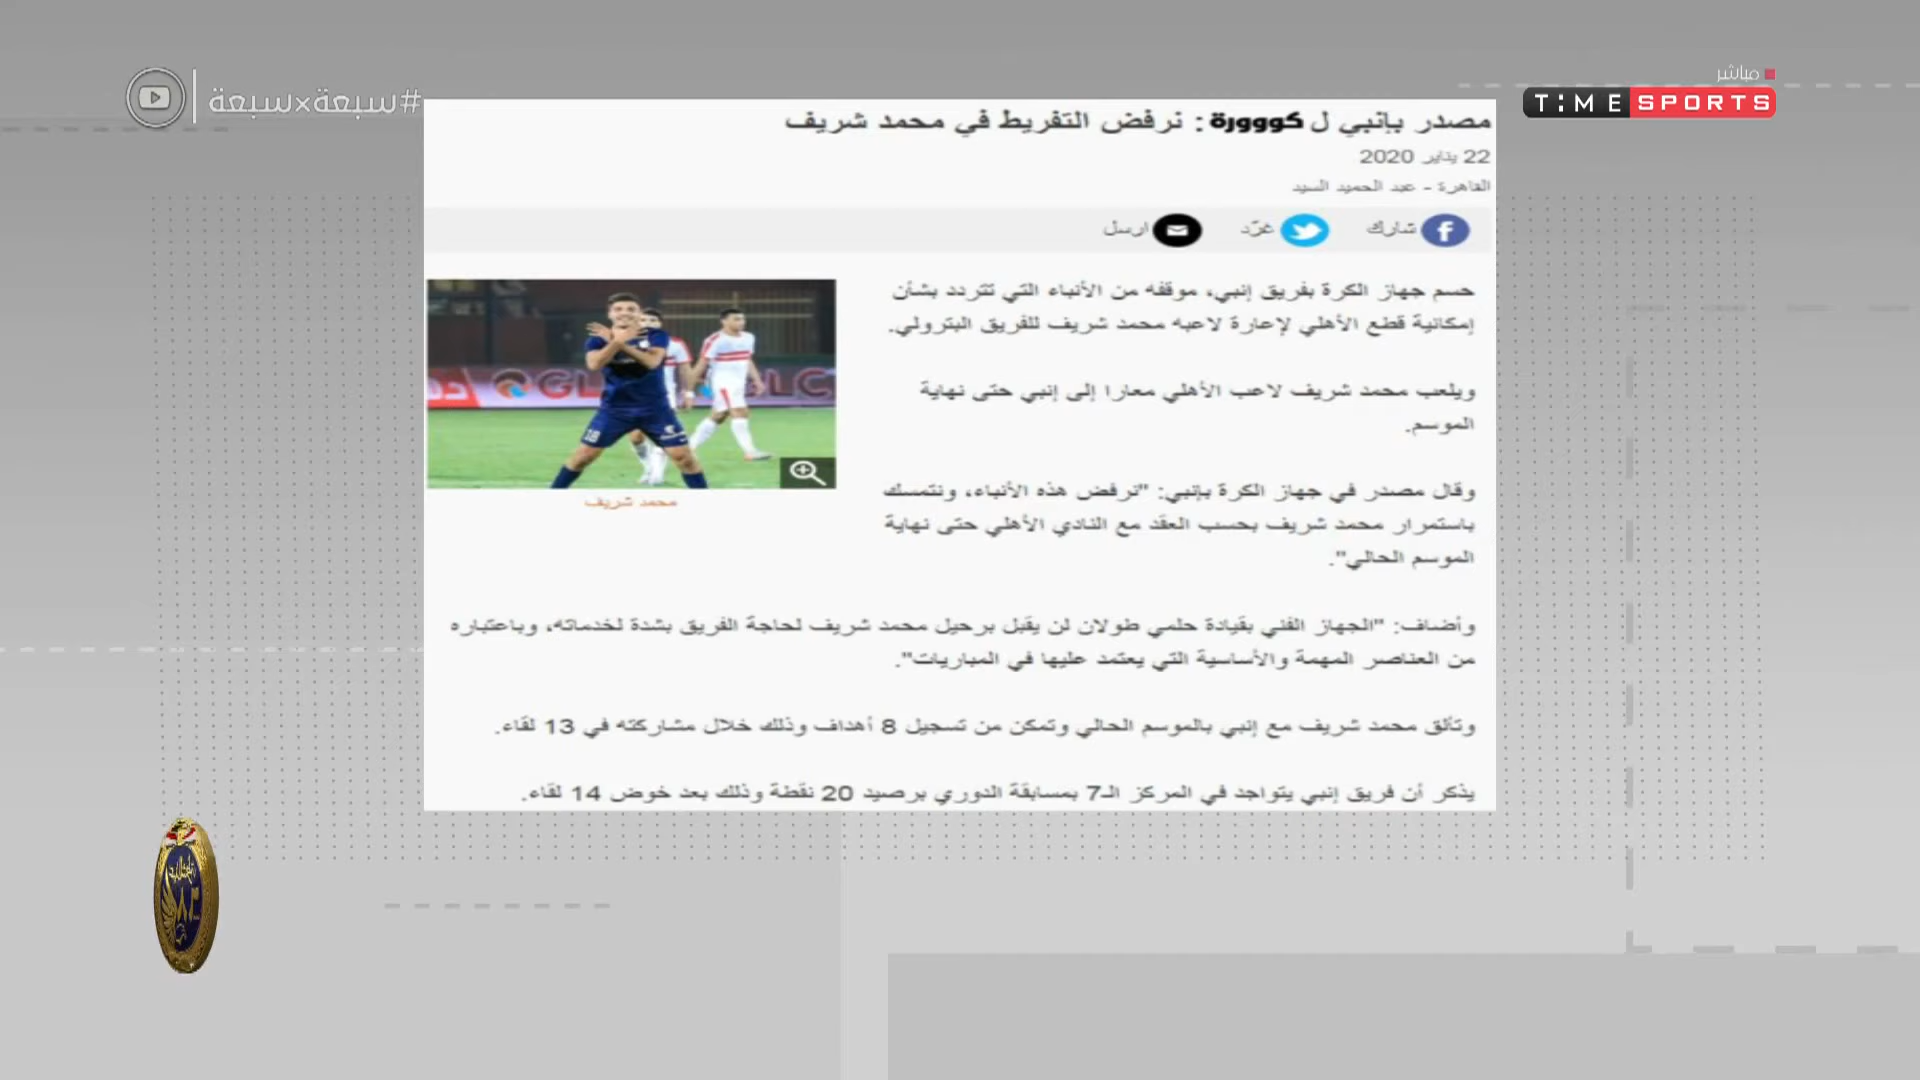 #سبعة×سبعة
مباشر
TIME SPORTS
مصدر بإنبي ل كووورة : نرفض التفريط في محمد شريف
22 يناير 2020
القاهرة - عبد الحميد السيد
شارك غرّد ارسل
حسم جهاز الكرة بفريق إنبي، موقفه من الأنباء التي تتردد بشأن
إمكانية قطع الأهلي لإعارة لاعبه محمد شريف للفريق البترولي.
ويلعب محمد شريف لاعب الأهلي معارا إلى إنبي حتى نهاية
الموسم.
وقال مصدر في جهاز الكرة بإنبي: "نرفض هذه الأنباء، ونتمسك
باستمرار محمد شريف بحسب العقد مع النادي الأهلي حتى نهاية
الموسم الحالي".
محمد شريف
18
وأضاف: "الجهاز الفني بقيادة حلمي طولان لن يقبل برحيل محمد شريف لحاجة الفريق بشدة لخدماته، وباعتباره
من العناصر المهمة والأساسية التي يعتمد عليها في المباريات".
وتألق محمد شريف مع إنبي بالموسم الحالي وتمكن من تسجيل 8 أهداف وذلك خلال مشاركته في 13 لقاء.
يذكر أن فريق إنبي يتواجد في المركز الـ7 بمسابقة الدوري برصيد 20 نقطة وذلك بعد خوض 14 لقاء.